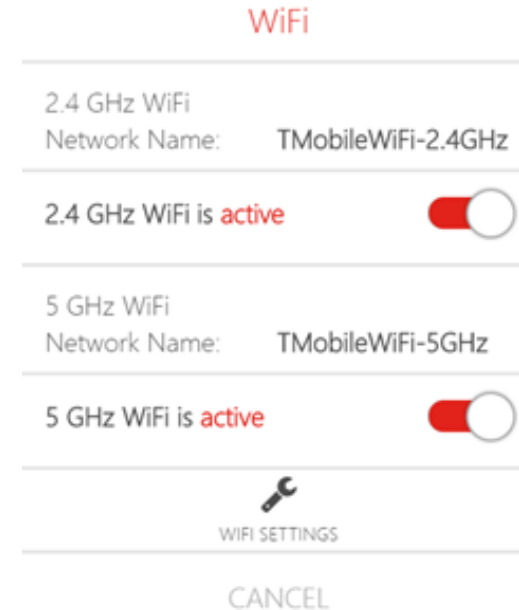 WiFi
2.4 GHz WiFi
Network Name: TMobileWiFi-2.4GHz
2.4 GHz WiFi is active
5 GHz WiFi
Network Name: TMobileWiFi-5GHz
5 GHz WiFi is active
WIFI SETTINGS
CANCEL